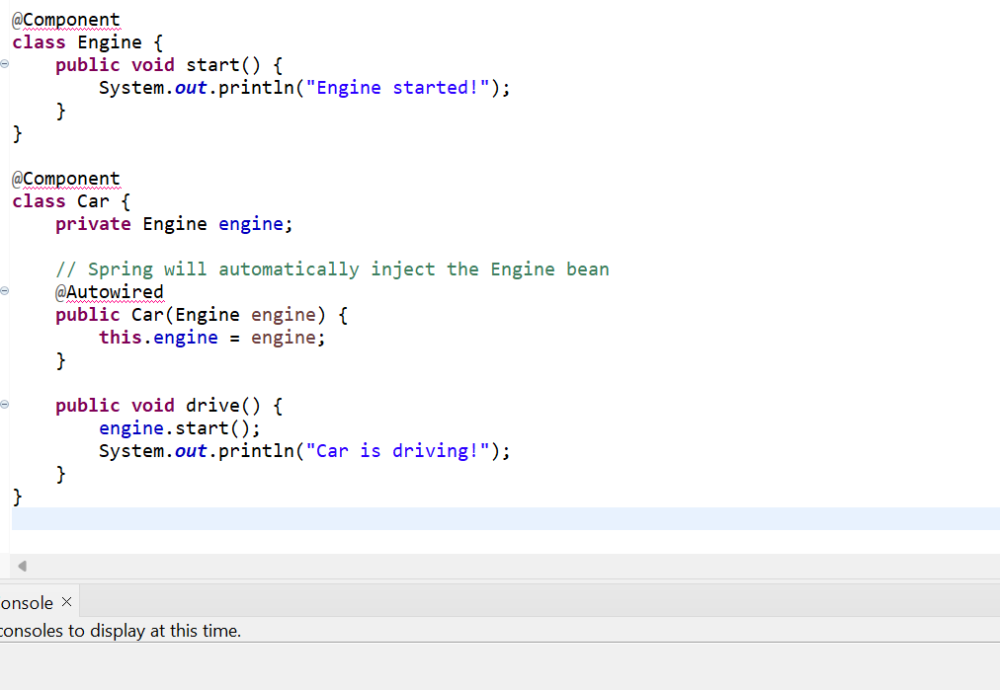 @Component
class Engine {
public void start() {
System.out.println("Engine started!");
}
}
@Component
class Car {
private Engine engine;
// Spring will automatically inject the Engine bean
@Autowired
public Car(Engine engine) {
this.engine = engine;
}
public void drive() {
engine.start();
System.out.println("Car is driving!");
}
}
onsole ×
consoles to display at this time.